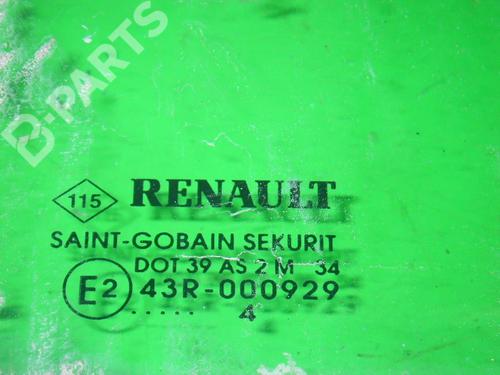 B-PARTS
115 RENAULT
SAINT-GOBAIN SEKURIT
DOT 39 AS 2 M 34
E2 43R-000929
..... 4